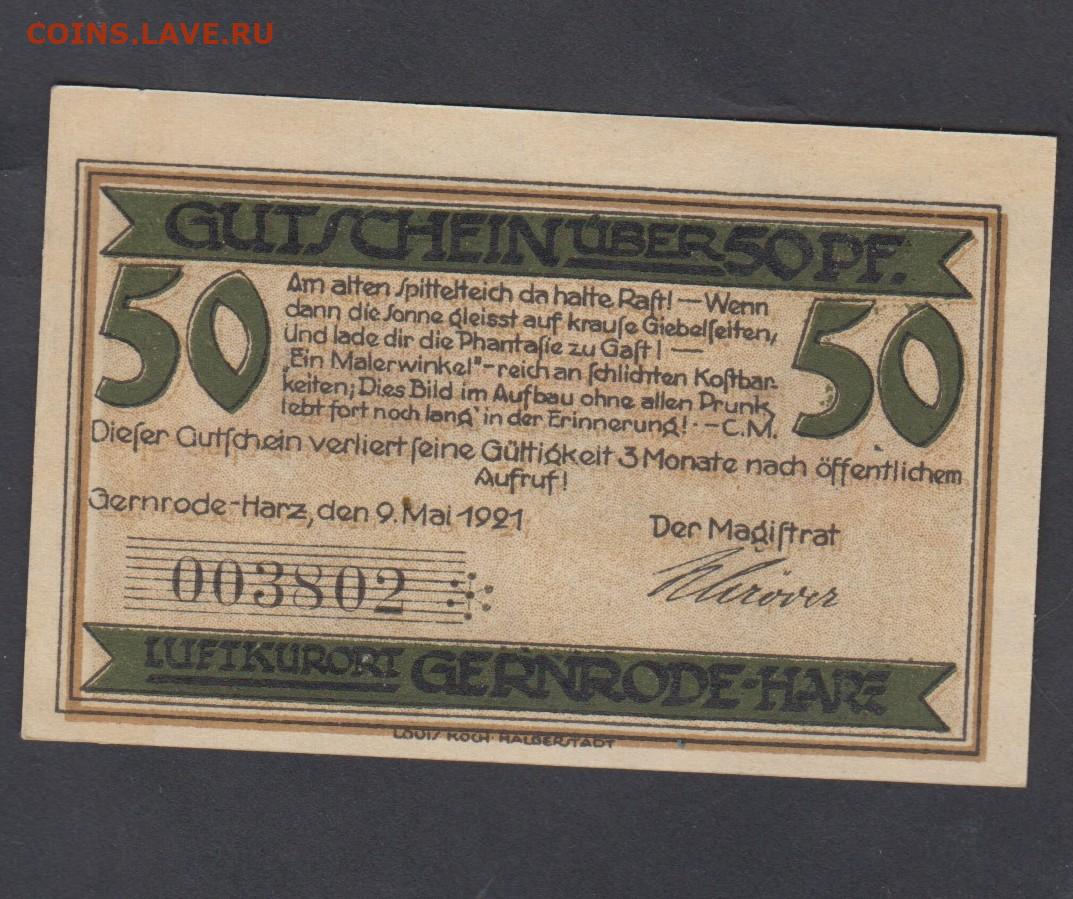 COINS.LAVE.RU
GUTſCHEIN ÜBER 50 PF.
50
50
Am alten ſpittelteich da halte Raſt! — Wenn
dann die ſonne gleisst auf krauſe Giebelſeiten,
und lade dir die Phantaſie zu Gaſt! —
„Ein Malerwinkel" - reich an ſchlichten Koſtbar-
keiten; Dies Bild im Aufbau ohne allen Prunk,
lebt fort noch lang' in der Erinnerung! - — C.M.
Dieſer Gutſchein verliert ſeine Gültigkeit 3 Monate nach öffentlichem
Aufruf!
Gernrode-Harz, den 9. Mai 1921
Der Magiſtrat
003802
LUFTKURORT GERNRODE-HARZ
LOUIS KOCH HALBERSTADT